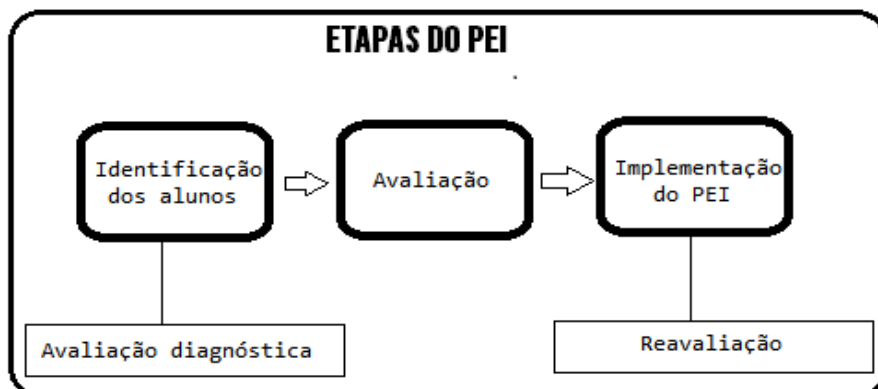 ETAPAS DO PEI
Identificação
dos alunos
Avaliação
Implementação
do PEI
Avaliação diagnóstica
Reavaliação